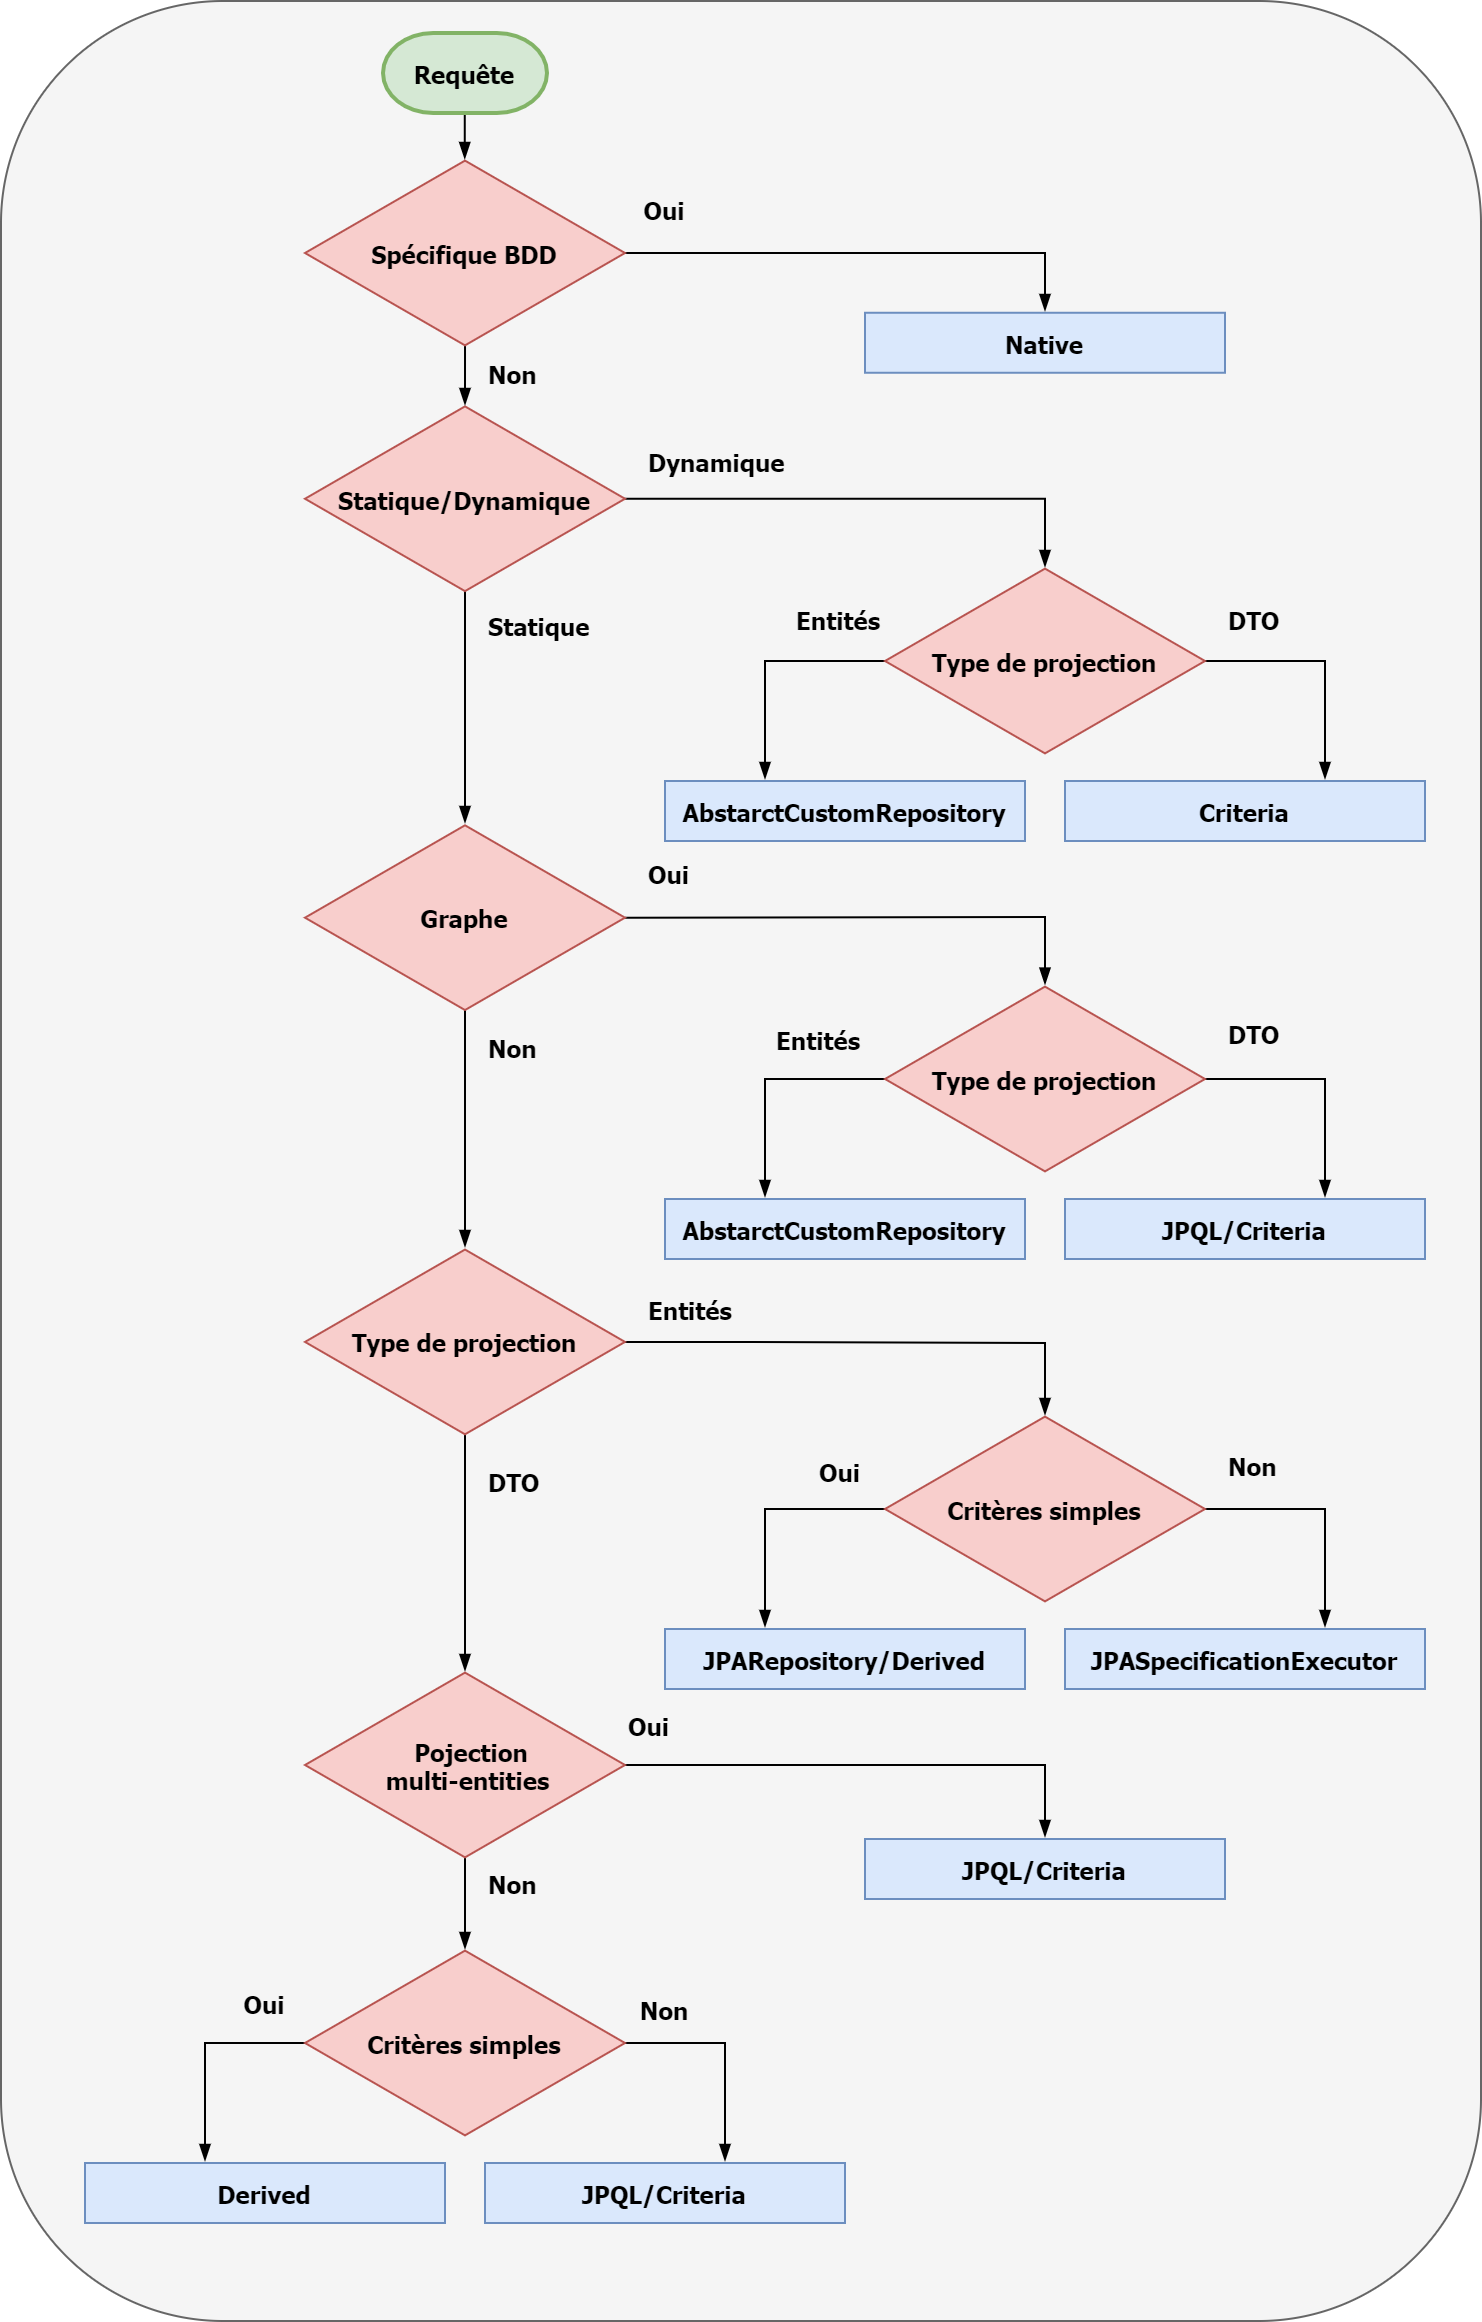 Requête
Oui
Spécifique BDD
Native
Non
Dynamique
Statique/Dynamique
Statique
Entités
DTO
Type de projection
AbstarctCustomRepository
Criteria
Oui
Graphe
Non
Entités
DTO
Type de projection
AbstarctCustomRepository
JPQL/Criteria
Entités
Type de projection
DTO
Oui
Non
Critères simples
JPARepository/Derived
JPASpecificationExecutor
Oui
Pojection
multi-entities
JPQL/Criteria
Non
Oui
Non
Critères simples
Derived
JPQL/Criteria